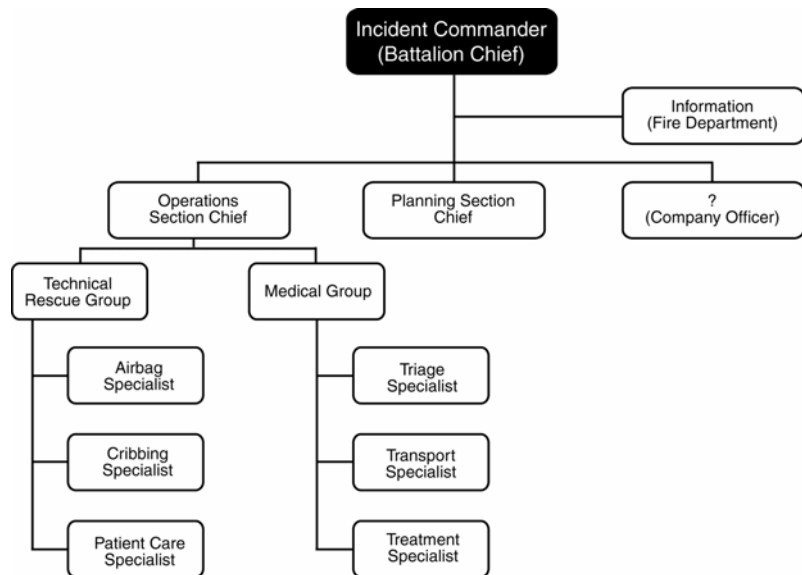 Incident Commander
(Battalion Chief)
Information
(Fire Department)
Operations
Section Chief
Planning Section
Chief
?
(Company Officer)
Technical
Rescue Group
Medical Group
Airbag
Specialist
Triage
Specialist
Cribbing
Specialist
Transport
Specialist
Patient Care
Specialist
Treatment
Specialist